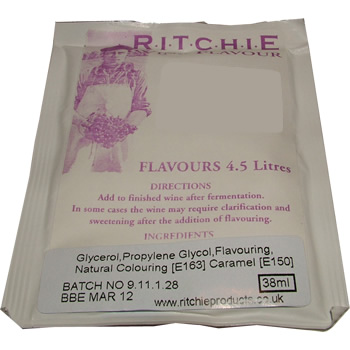 R·I·T·C·H·I·E
FLAVOUR
FLAVOURS 4.5 Litres
DIRECTIONS
Add to finished wine after fermentation.
In some cases the wine may require clarification and
sweetening after the addition of flavouring.
INGREDIENTS
Glycerol,Propylene Glycol,Flavouring,
Natural Colouring [E163] Caramel [E150]
BATCH NO 9.11.1.28
38ml
BBE MAR 12
www.ritchieproducts.co.uk